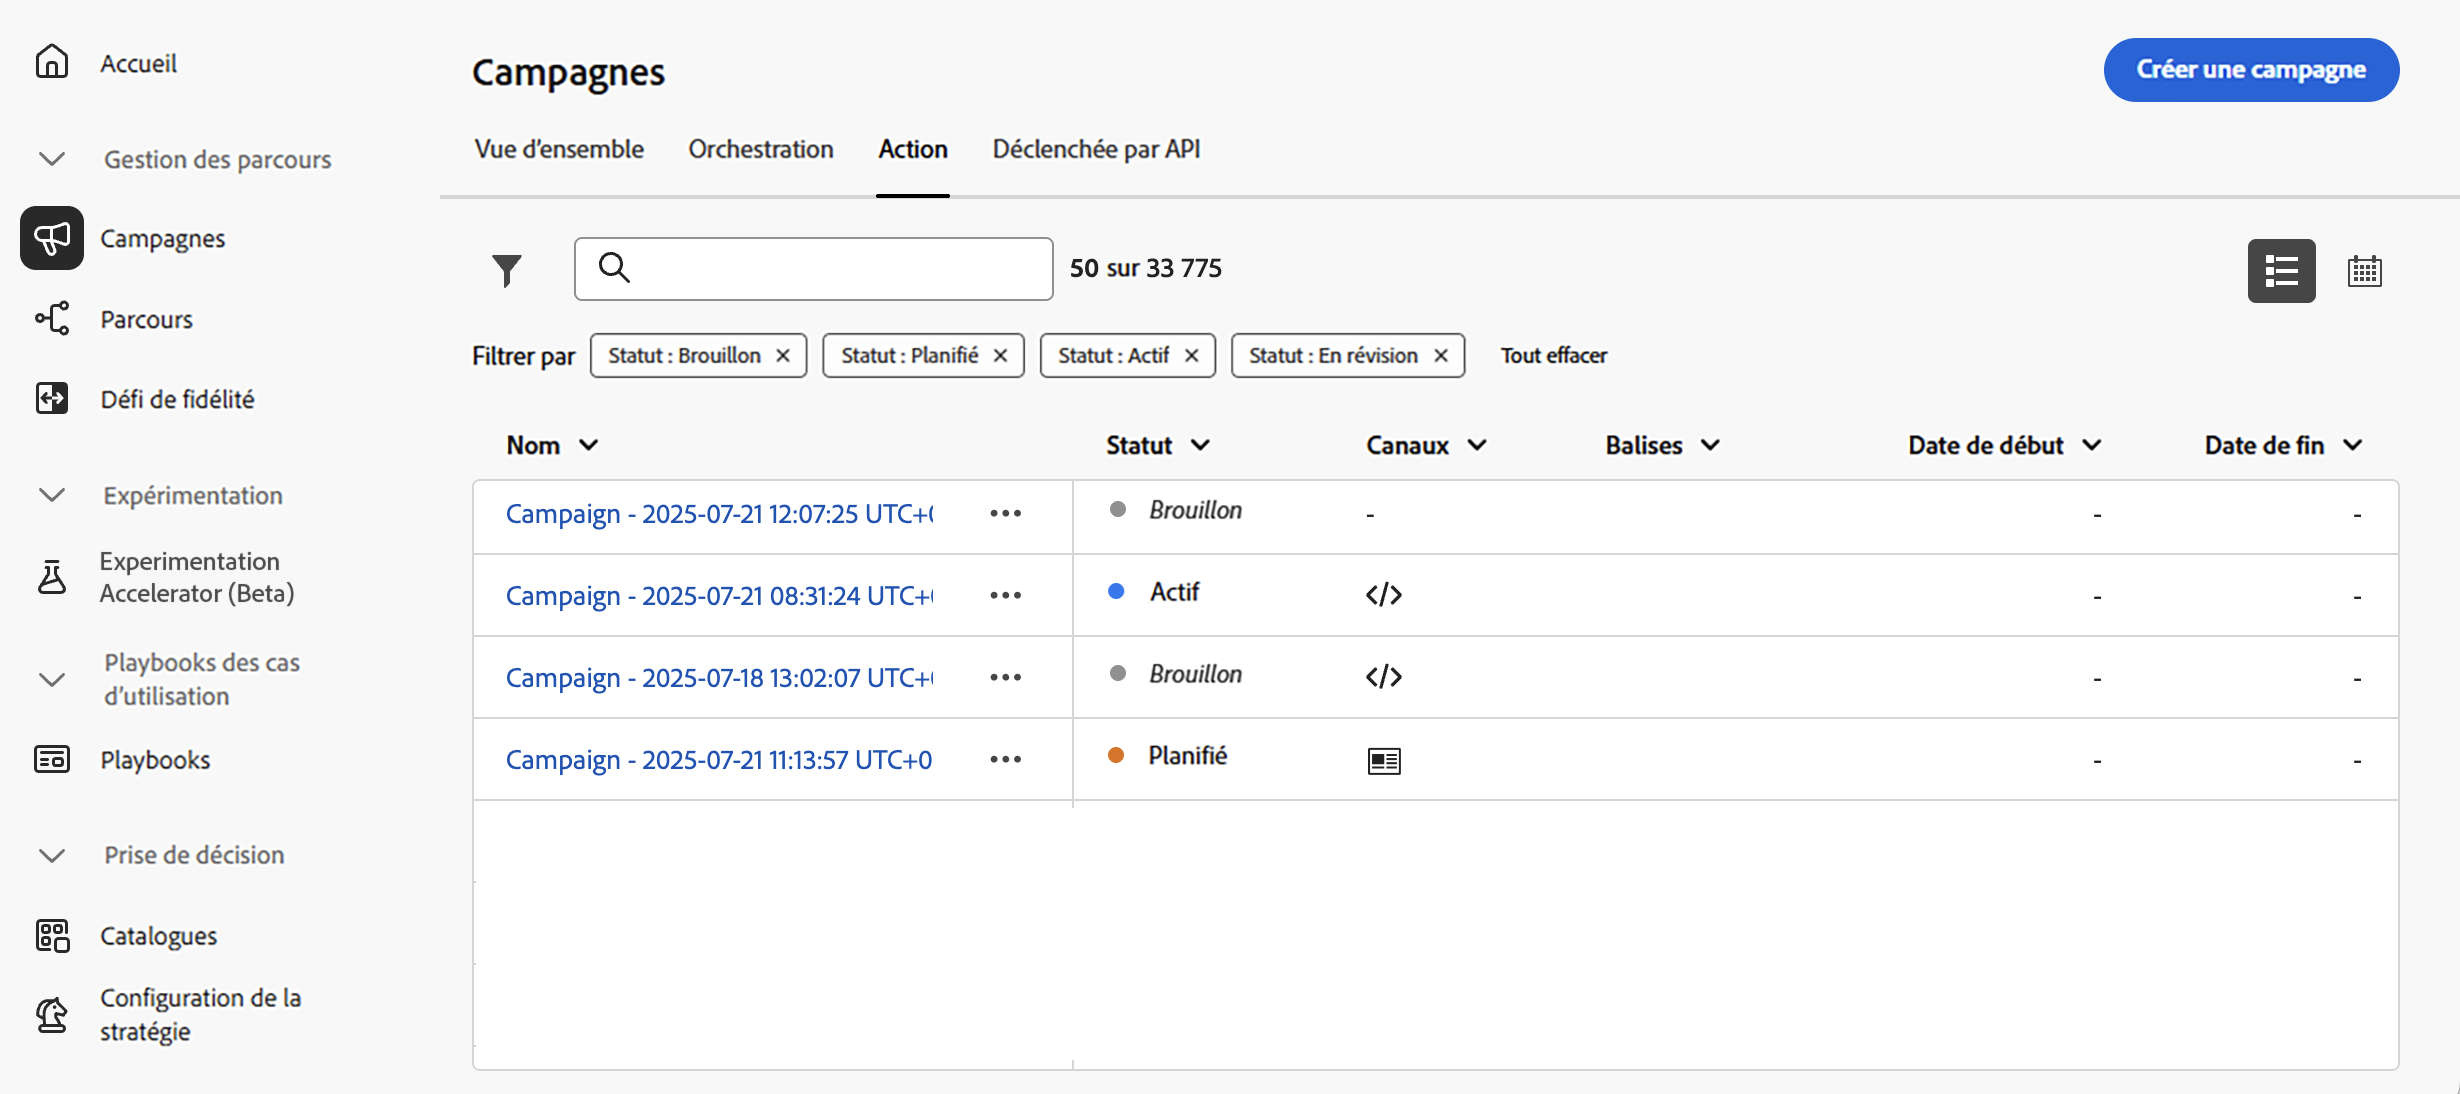 Accueil
Gestion des parcours
Campagnes
Parcours
Défi de fidélité
Expérimentation
Experimentation
Accelerator (Beta)
Playbooks des cas
d’utilisation
Playbooks
Prise de décision
Catalogues
Configuration de la
stratégie
Campagnes
Créer une campagne
Vue d’ensemble Orchestration Action Déclenchée par API
50 sur 33 775
Filtrer par Statut : Brouillon Statut : Planifié Statut : Actif Statut : En révision Tout effacer
Nom Statut Canaux Balises Date de début Date de fin
Campaign - 2025-07-21 12:07:25 UTC+ Brouillon - - -
Campaign - 2025-07-21 08:31:24 UTC+ Actif - -
Campaign - 2025-07-18 13:02:07 UTC+ Brouillon - -
Campaign - 2025-07-21 11:13:57 UTC+0 Planifié - -